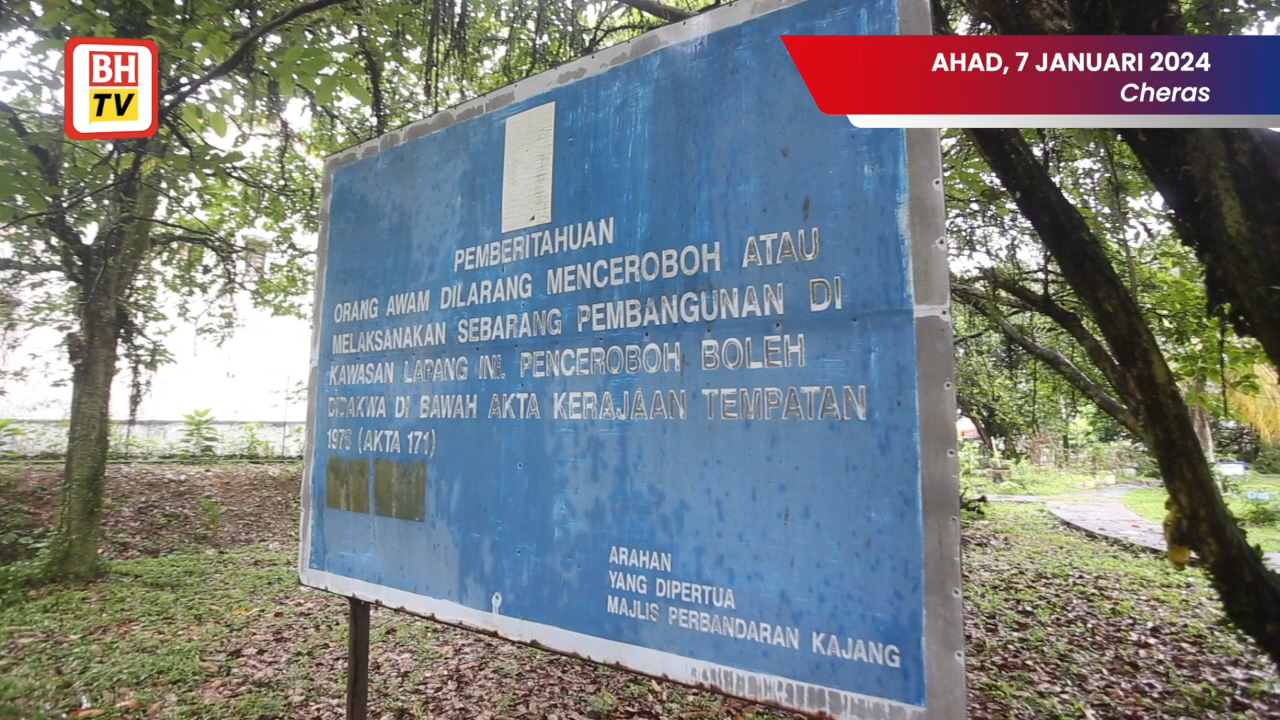 BH
TV
AHAD, 7 JANUARI 2024
Cheras
PEMBERITAHUAN
ORANG AWAM DILARANG MENCEROBOH ATAU
MELAKSANAKAN SEBARANG PEMBANGUNAN DI
KAWASAN LAPANG INI. PENCEROBOH BOLEH
DIDAKWA DI BAWAH AKTA KERAJAAN TEMPATAN
1976 (AKTA 171)
ARAHAN
YANG DIPERTUA
MAJLIS PERBANDARAN KAJANG